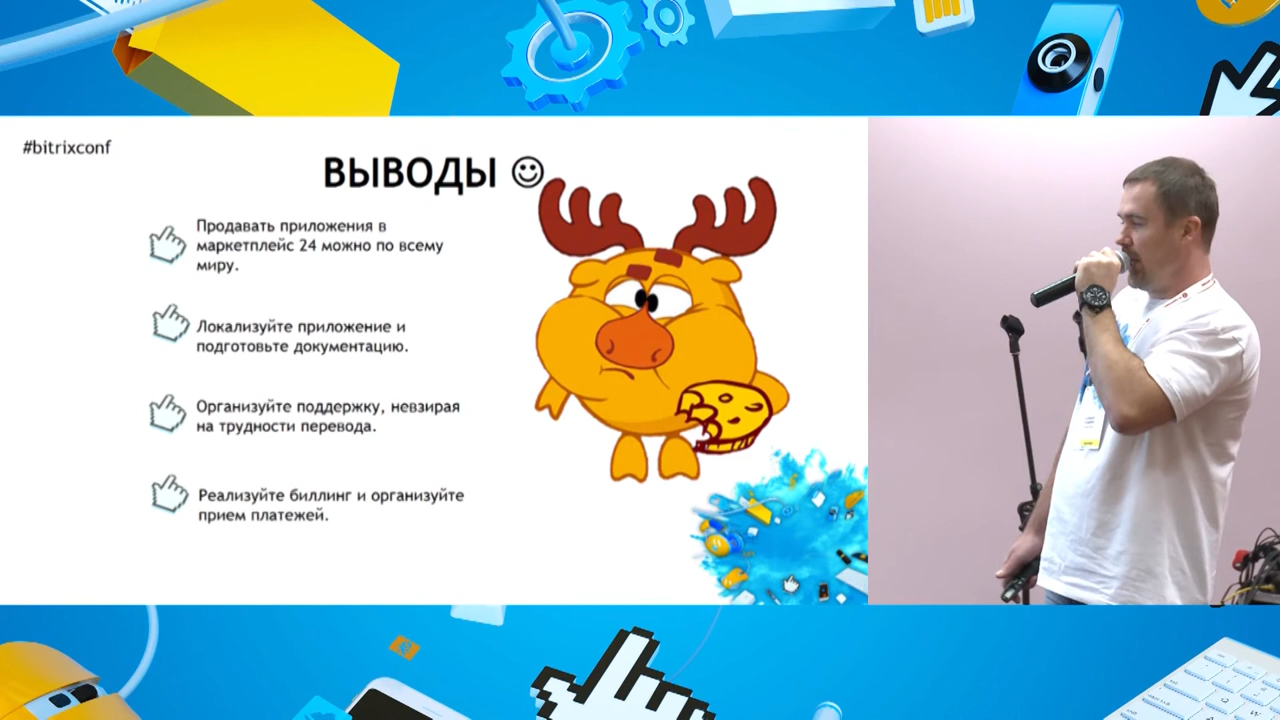 #bitrixconf
ВЫВОДЫ ☺
Продавать приложения в
маркетплейс 24 можно по всему
миру.
Локализуйте приложение и
подготовьте документацию.
Организуйте поддержку, невзирая
на трудности перевода.
Реализуйте биллинг и организуйте
прием платежей.